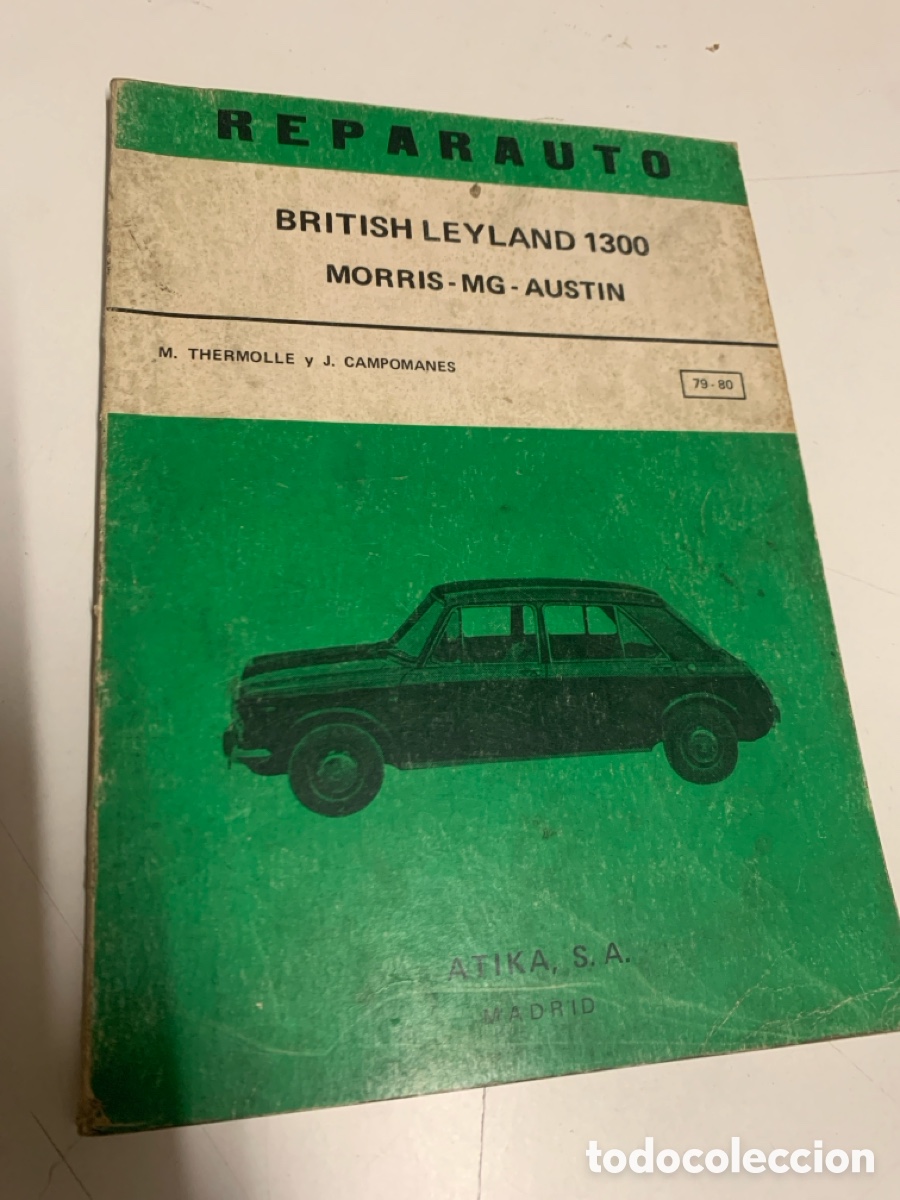 REPARAUTO
BRITISH LEYLAND 1300
MORRIS - MG - AUSTIN
M. THERMOLLE y J. CAMPOMANES
79 - 80
ATIKA, S. A.
MADRID
todocoleccion